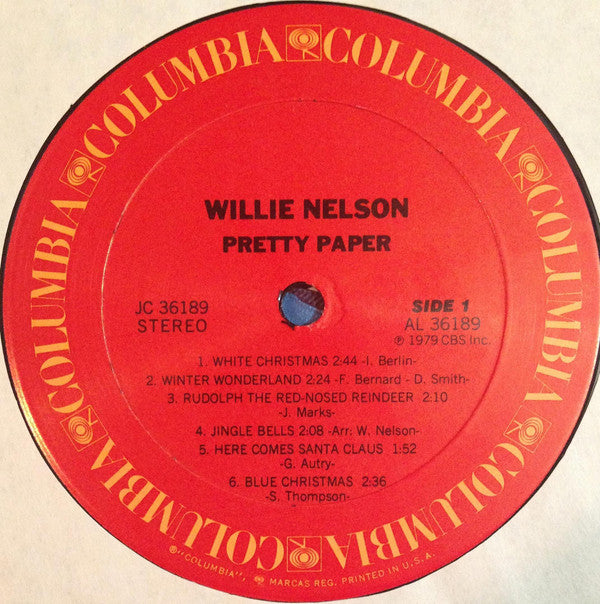 COLUMBIA COLUMBIA COLUMBIA COLUMBIA COLUMBIA COLUMBIA
WILLIE NELSON
PRETTY PAPER
JC 36189
STEREO
SIDE 1
AL 36189
℗ 1979 CBS Inc.
1. WHITE CHRISTMAS 2:44 -I. Berlin-
2. WINTER WONDERLAND 2:24 -F. Bernard - D. Smith-
3. RUDOLPH THE RED-NOSED REINDEER 2:10
-J. Marks-
4. JINGLE BELLS 2:08 -Arr. W. Nelson-
5. HERE COMES SANTA CLAUS 1:52
-G. Autry-
6. BLUE CHRISTMAS 2:36
-S. Thompson-
®"COLUMBIA", MARCAS REG. PRINTED IN U.S.A.